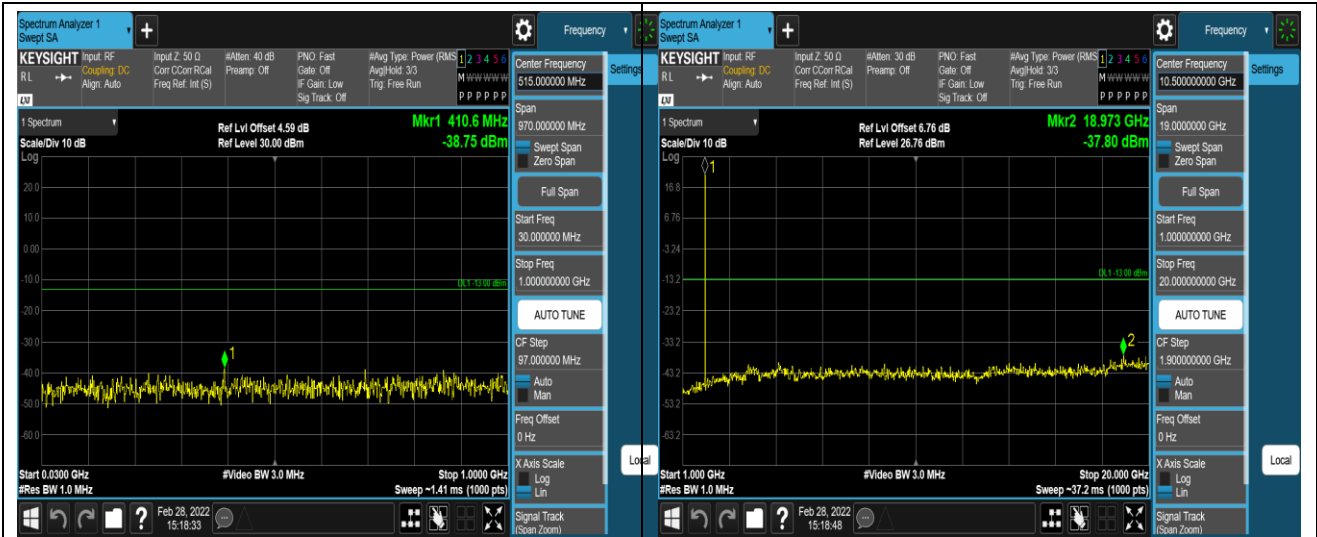 Spectrum Analyzer 1
Swept SA
+
Frequency
KEYSIGHT
RL
LXI
Input: RF
Coupling: DC
Align: Auto
Input Z: 50 Ω
Corr CCorr RCal
Freq Ref: Int (S)
#Atten: 40 dB
Preamp: Off
PNO: Fast
Gate: Off
IF Gain: Low
Sig Track: Off
#Avg Type: Power (RMS
Avg|Hold: 3/3
Trig: Free Run
1 2 3 4 5 6
M W W W W W
P P P P P P
Center Frequency
515.000000 MHz
Settings
1 Spectrum
Scale/Div 10 dB
Ref Lvl Offset 4.59 dB
Ref Level 30.00 dBm
Mkr1 410.6 MHz
-38.75 dBm
Span
970.000000 MHz
Swept Span
Zero Span
Full Span
Start Freq
30.000000 MHz
Stop Freq
1.000000000 GHz
AUTO TUNE
CF Step
97.000000 MHz
Auto
Man
Freq Offset
0 Hz
X Axis Scale
Log
Lin
Signal Track
(Span Zoom)
Local
Log
20.0
10.0
0.00
-10.0
-20.0
-30.0
-40.0
-50.0
-60.0
DL1 -13.00 dBm
1
Start 0.0300 GHz
#Res BW 1.0 MHz
#Video BW 3.0 MHz
Stop 1.0000 GHz
Sweep ~1.41 ms (1000 pts)
?
Feb 28, 2022
15:18:33
Spectrum Analyzer 1
Swept SA
+
Frequency
KEYSIGHT
RL
LXI
Input: RF
Coupling: DC
Align: Auto
Input Z: 50 Ω
Corr CCorr RCal
Freq Ref: Int (S)
#Atten: 30 dB
Preamp: Off
PNO: Fast
Gate: Off
IF Gain: Low
Sig Track: Off
#Avg Type: Power (RMS
Avg|Hold: 3/3
Trig: Free Run
1 2 3 4 5 6
M W W W W W
P P P P P P
Center Frequency
10.500000000 GHz
Settings
1 Spectrum
Scale/Div 10 dB
Ref Lvl Offset 6.76 dB
Ref Level 26.76 dBm
Mkr2 18.973 GHz
-37.80 dBm
Span
19.0000000 GHz
Swept Span
Zero Span
Full Span
Start Freq
1.000000000 GHz
Stop Freq
20.000000000 GHz
AUTO TUNE
CF Step
1.900000000 GHz
Auto
Man
Freq Offset
0 Hz
X Axis Scale
Log
Lin
Signal Track
(Span Zoom)
Local
Log
16.8
6.76
-3.24
-13.2
-23.2
-33.2
-43.2
-53.2
-63.2
DL1 -13.00 dBm
1
2
Start 1.000 GHz
#Res BW 1.0 MHz
#Video BW 3.0 MHz
Stop 20.000 GHz
Sweep ~37.2 ms (1000 pts)
?
Feb 28, 2022
15:18:48